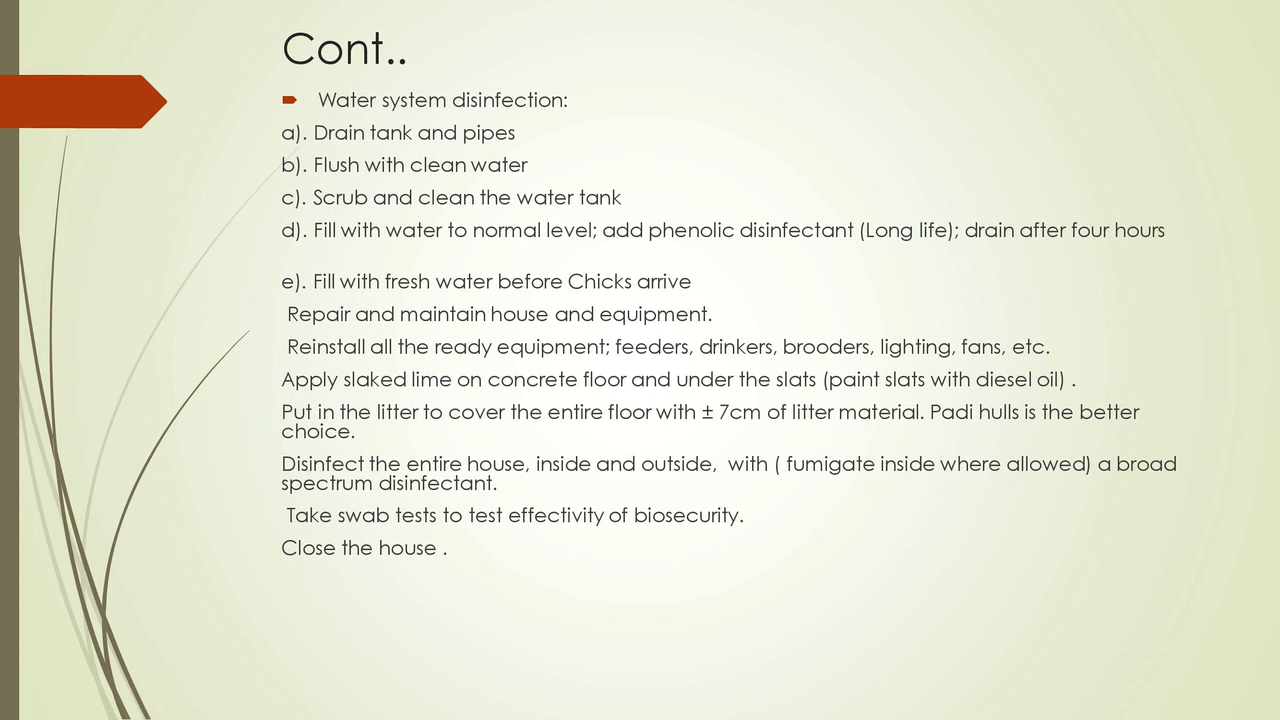 Cont..
Water system disinfection:
a). Drain tank and pipes
b). Flush with clean water
c). Scrub and clean the water tank
d). Fill with water to normal level; add phenolic disinfectant (Long life); drain after four hours
e). Fill with fresh water before Chicks arrive
Repair and maintain house and equipment.
Reinstall all the ready equipment; feeders, drinkers, brooders, lighting, fans, etc.
Apply slaked lime on concrete floor and under the slats (paint slats with diesel oil) .
Put in the litter to cover the entire floor with ± 7cm of litter material. Padi hulls is the better
choice.
Disinfect the entire house, inside and outside,  with ( fumigate inside where allowed) a broad
spectrum disinfectant.
Take swab tests to test effectivity of biosecurity.
Close the house .